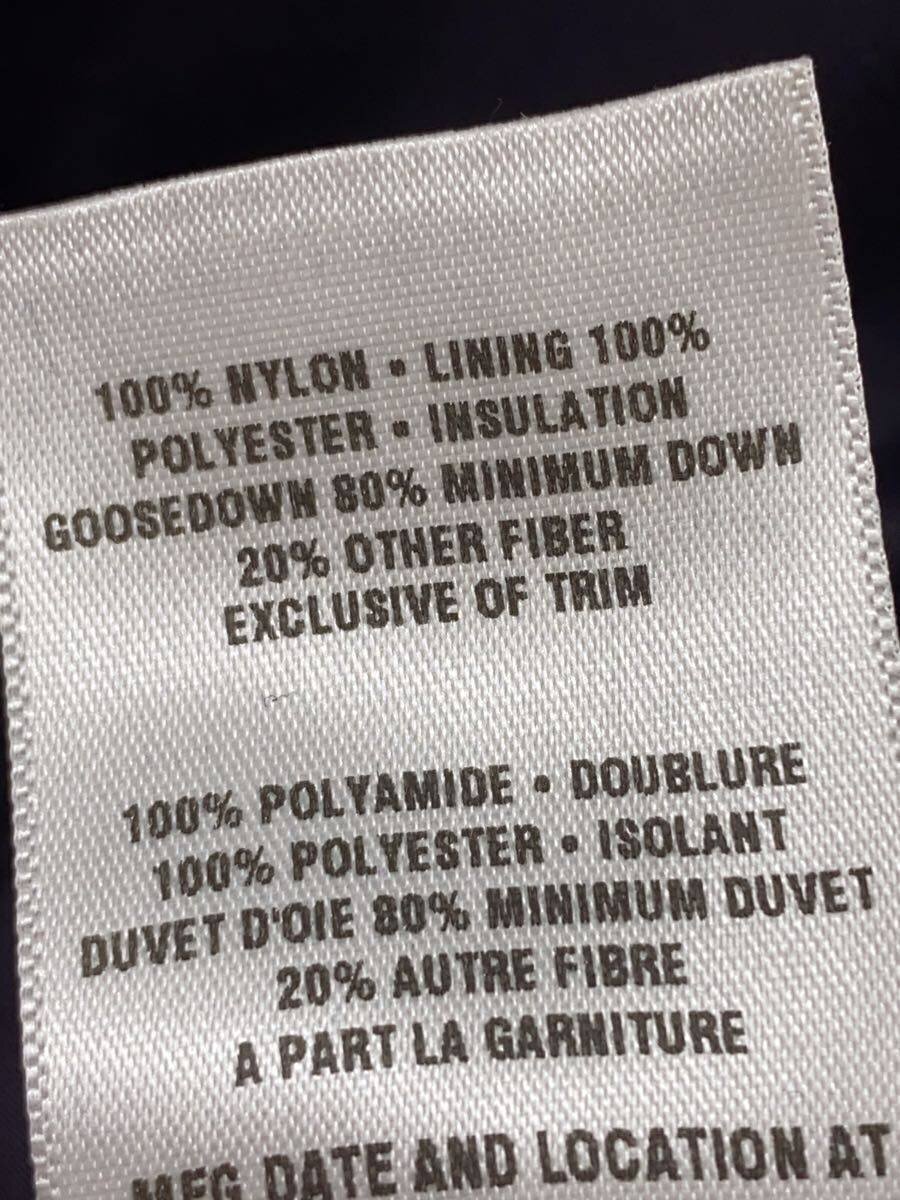 100% NYLON • LINING 100%
POLYESTER • INSULATION
GOOSEDOWN 80% MINIMUM DOWN
20% OTHER FIBER
EXCLUSIVE OF TRIM
100% POLYAMIDE • DOUBLURE
100% POLYESTER • ISOLANT
DUVET D'OIE 80% MINIMUM DUVET
20% AUTRE FIBRE
A PART LA GARNITURE
MFG DATE AND LOCATION AT